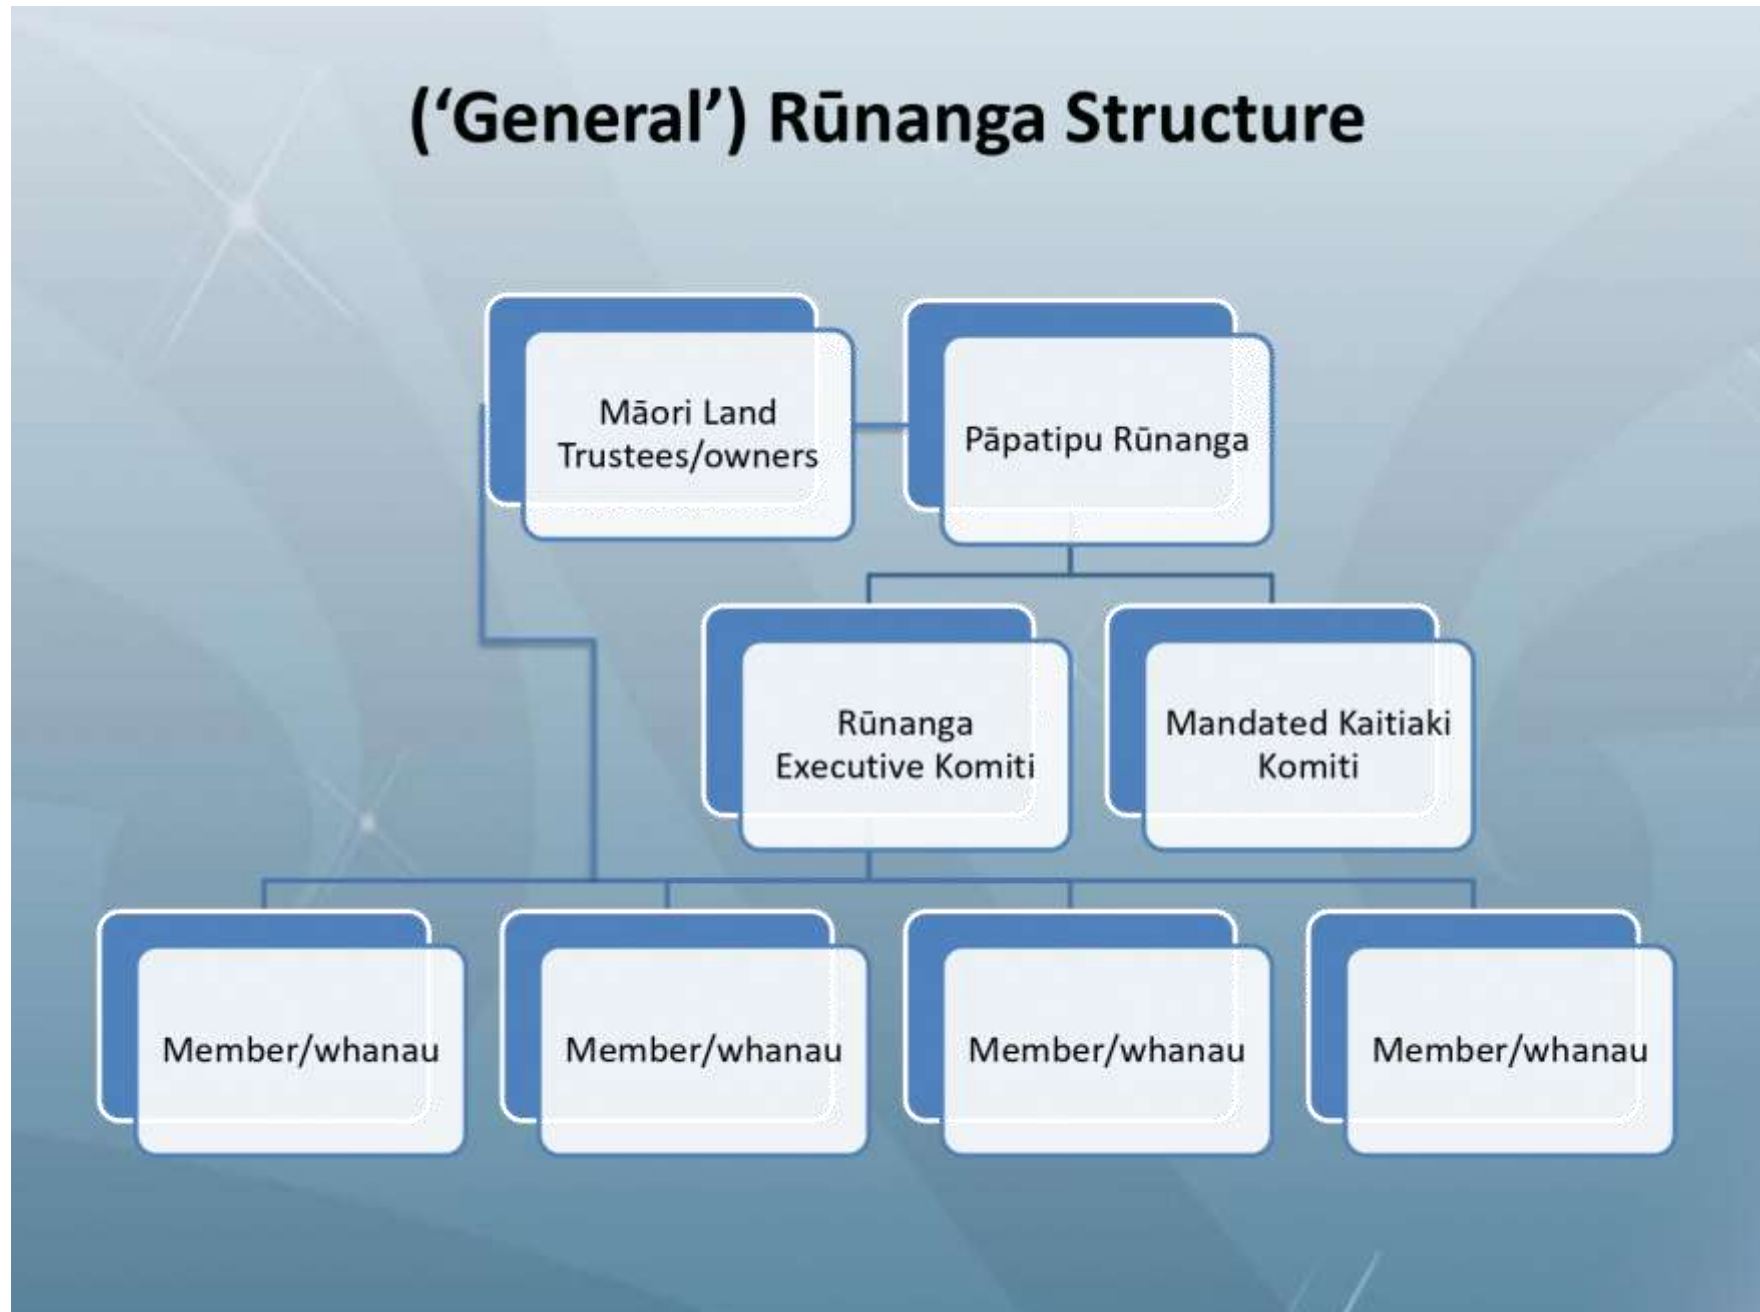 (‘General’) Rūnanga Structure
Māori Land
Trustees/owners
Pāpatipu Rūnanga
Rūnanga
Executive Komiti
Mandated Kaitiaki
Komiti
Member/whanau
Member/whanau
Member/whanau
Member/whanau